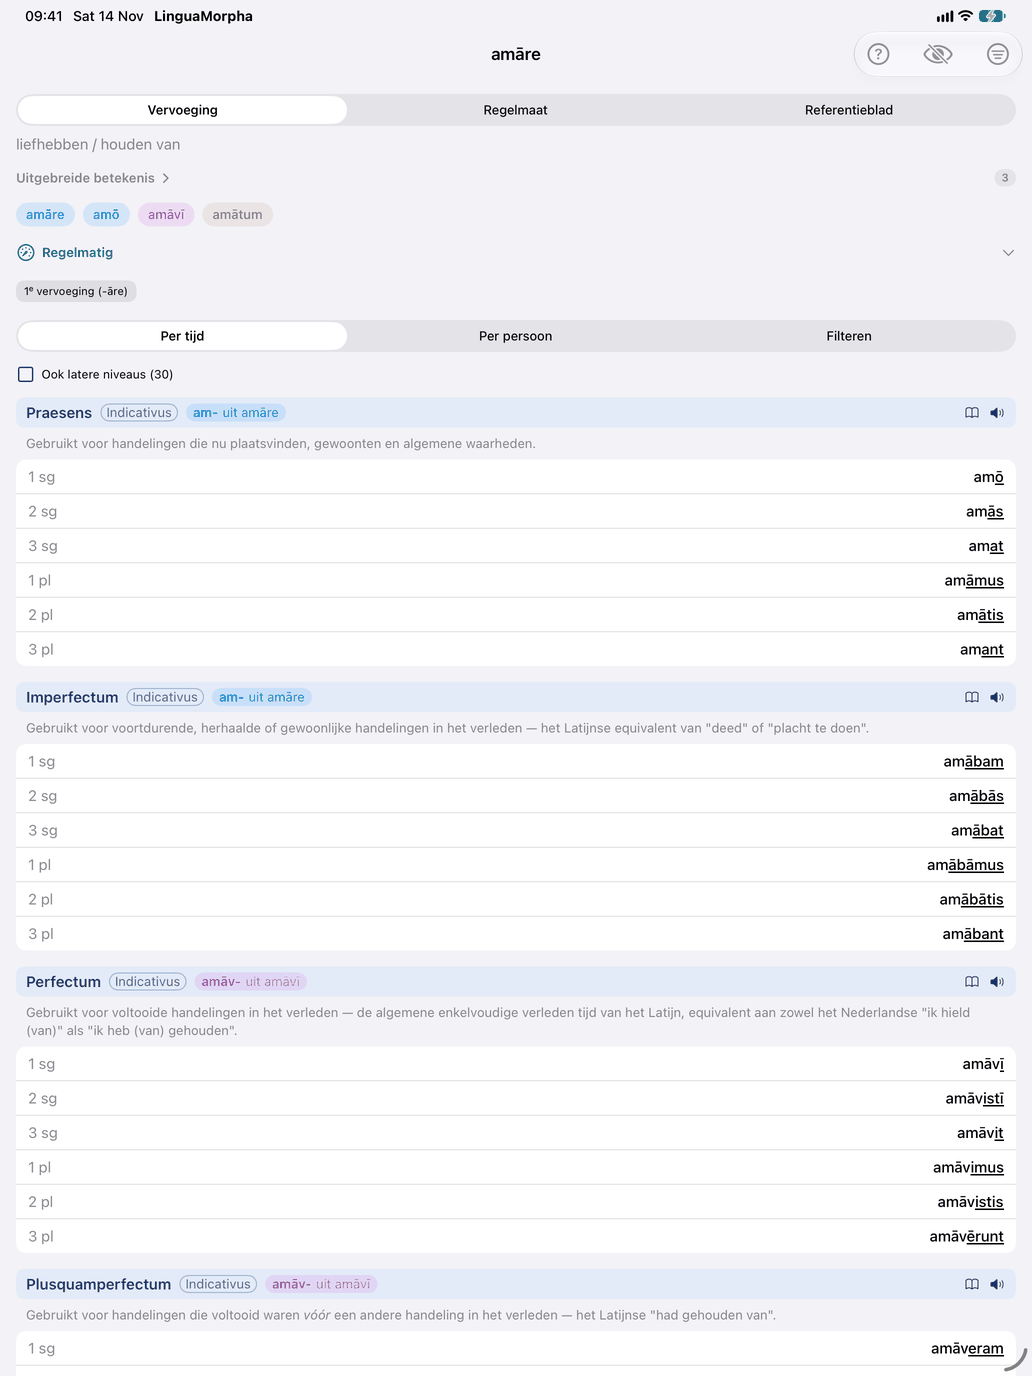 09:41 Sat 14 Nov LinguaMorpha
amāre
Vervoeging Regelmaat Referentieblad
liefhebben / houden van
Uitgebreide betekenis 3
amāre amō amāvī amātum
Regelmatig
1ᵉ vervoeging (-āre)
Per tijd Per persoon Filteren
Ook latere niveaus (30)
Praesens Indicativus am- uit amāre
Gebruikt voor handelingen die nu plaatsvinden, gewoonten en algemene waarheden.
1 sg amō
2 sg amās
3 sg amat
1 pl amāmus
2 pl amātis
3 pl amant
Imperfectum Indicativus am- uit amāre
Gebruikt voor voortdurende, herhaalde of gewoonlijke handelingen in het verleden — het Latijnse equivalent van "deed" of "placht te doen".
1 sg amābam
2 sg amābās
3 sg amābat
1 pl amābāmus
2 pl amābātis
3 pl amābant
Perfectum Indicativus amāv- uit amāvī
Gebruikt voor voltooide handelingen in het verleden — de algemene enkelvoudige verleden tijd van het Latijn, equivalent aan zowel het Nederlandse "ik hield
(van)" als "ik heb (van) gehouden".
1 sg amāvī
2 sg amāvistī
3 sg amāvit
1 pl amāvimus
2 pl amāvistis
3 pl amāvērunt
Plusquamperfectum Indicativus amāv- uit amāvī
Gebruikt voor handelingen die voltooid waren vóór een andere handeling in het verleden — het Latijnse "had gehouden van".
1 sg amāveram